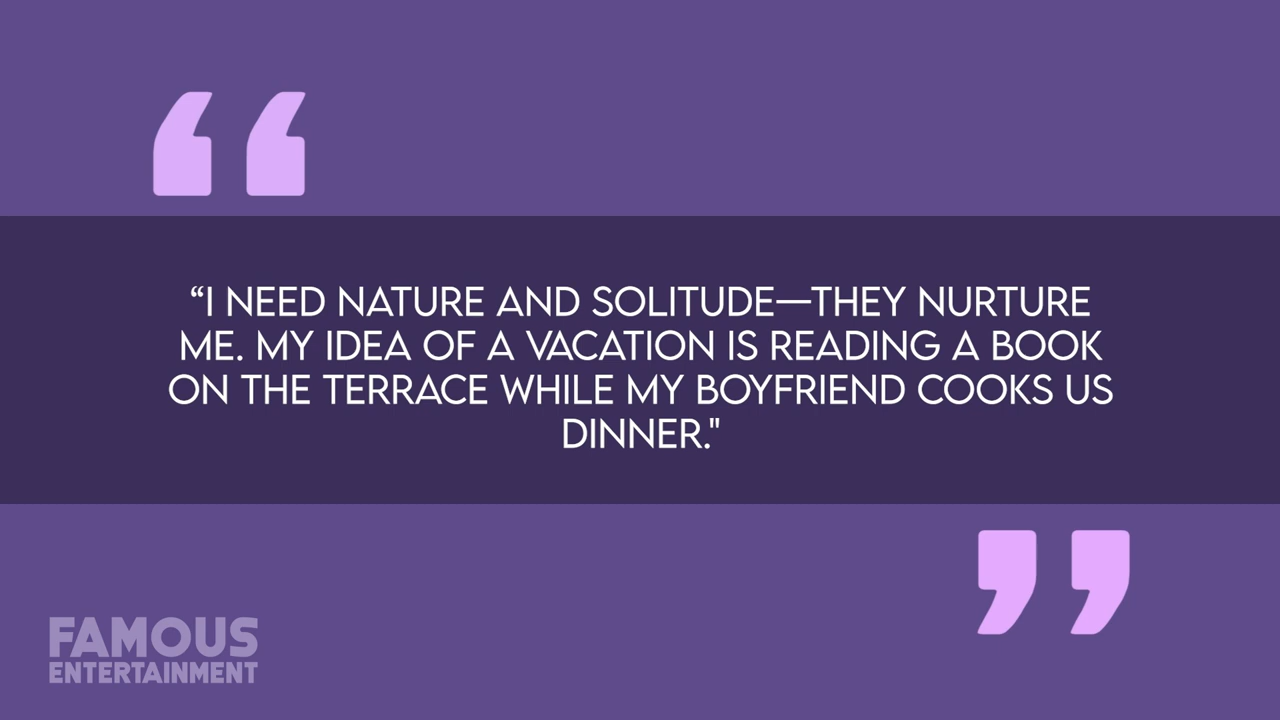 “I NEED NATURE AND SOLITUDE—THEY NURTURE
ME. MY IDEA OF A VACATION IS READING A BOOK
ON THE TERRACE WHILE MY BOYFRIEND COOKS US
DINNER."
FAMOUS
ENTERTAINMENT